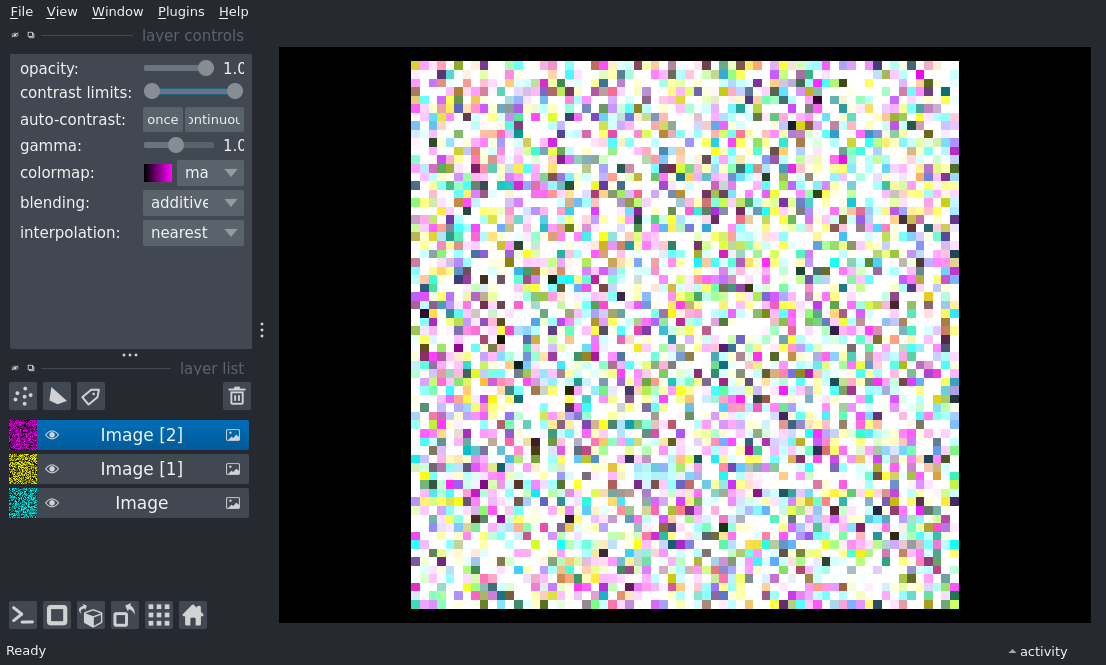 File View Window Plugins Help
layer controls
opacity: 1.0
contrast limits:
auto-contrast: once ontinuou
gamma: 1.0
colormap: ma
blending: additive
interpolation: nearest
layer list
Image [2]
Image [1]
Image
Ready
activity